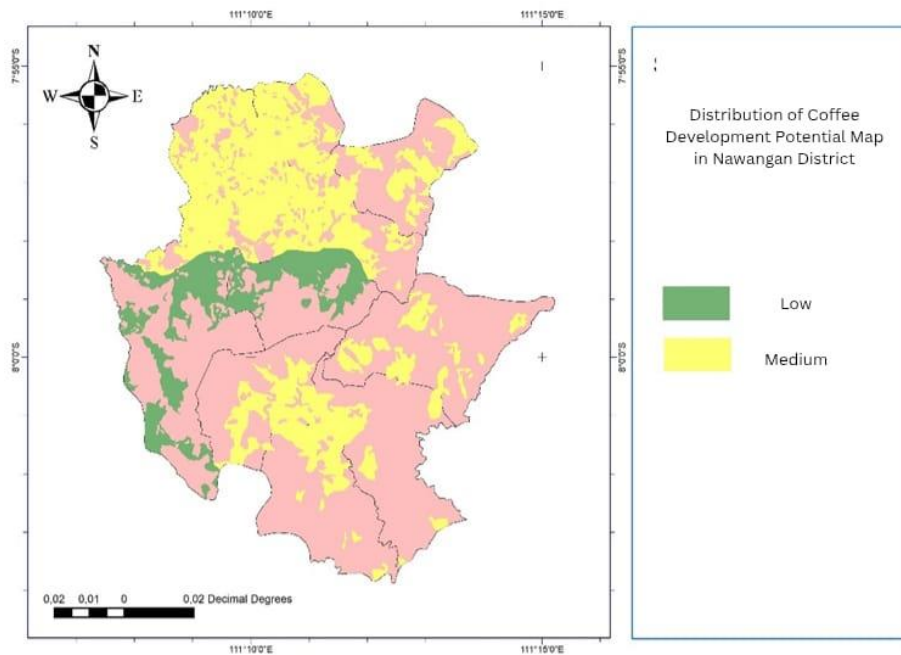 111°10'0"E
111°15'0"E
N
W
E
S
7°55'0"S
7°55'0"S
8°0'0"S
8°0'0"S
0,02 0,01 0 0,02 Decimal Degrees
111°10'0"E
111°15'0"E
Distribution of Coffee
Development Potential Map
in Nawangan District
Low
Medium